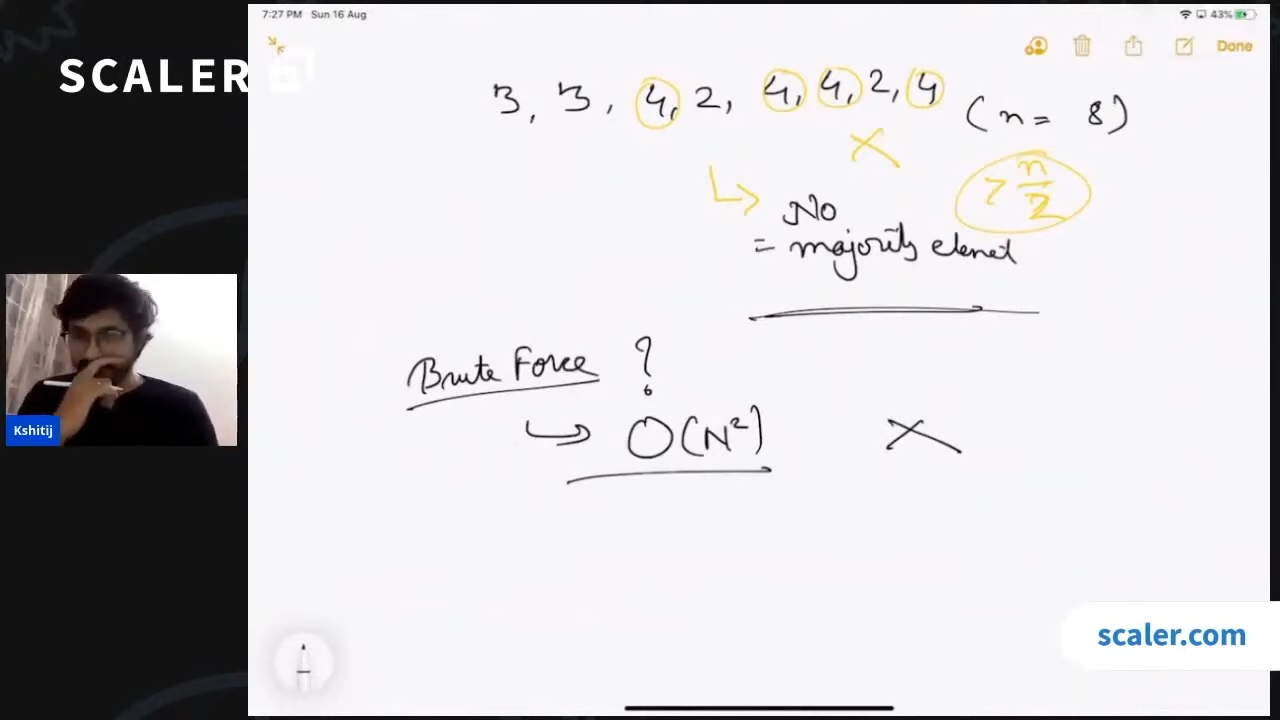 7:27 PM Sun 16 Aug
43%
SCALER
Done
3, 3, 4, 2, 4, 4, 2, 4 (n = 8)
> n/2
No
= majority element
Brute Force ?
O(N²)
Kshitij
scaler.com